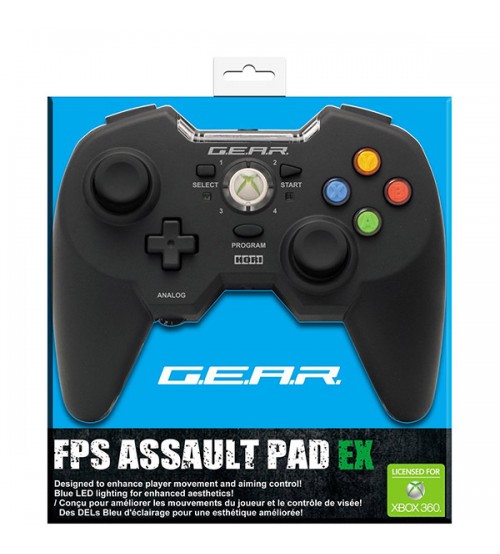 G.E.A.R.
1 2
SELECT START
3 4
Y
X B
A
PROGRAM
HORI
ANALOG
G.E.A.R.
FPS ASSAULT PAD EX
Designed to enhance player movement and aiming control!
Blue LED lighting for enhanced aesthetics!
/ Conçu pour améliorer les mouvements du joueur et le contrôle de visée!
Des DELs Bleu d'éclairage pour une esthétique améliorée!
LICENSED FOR
XBOX 360.